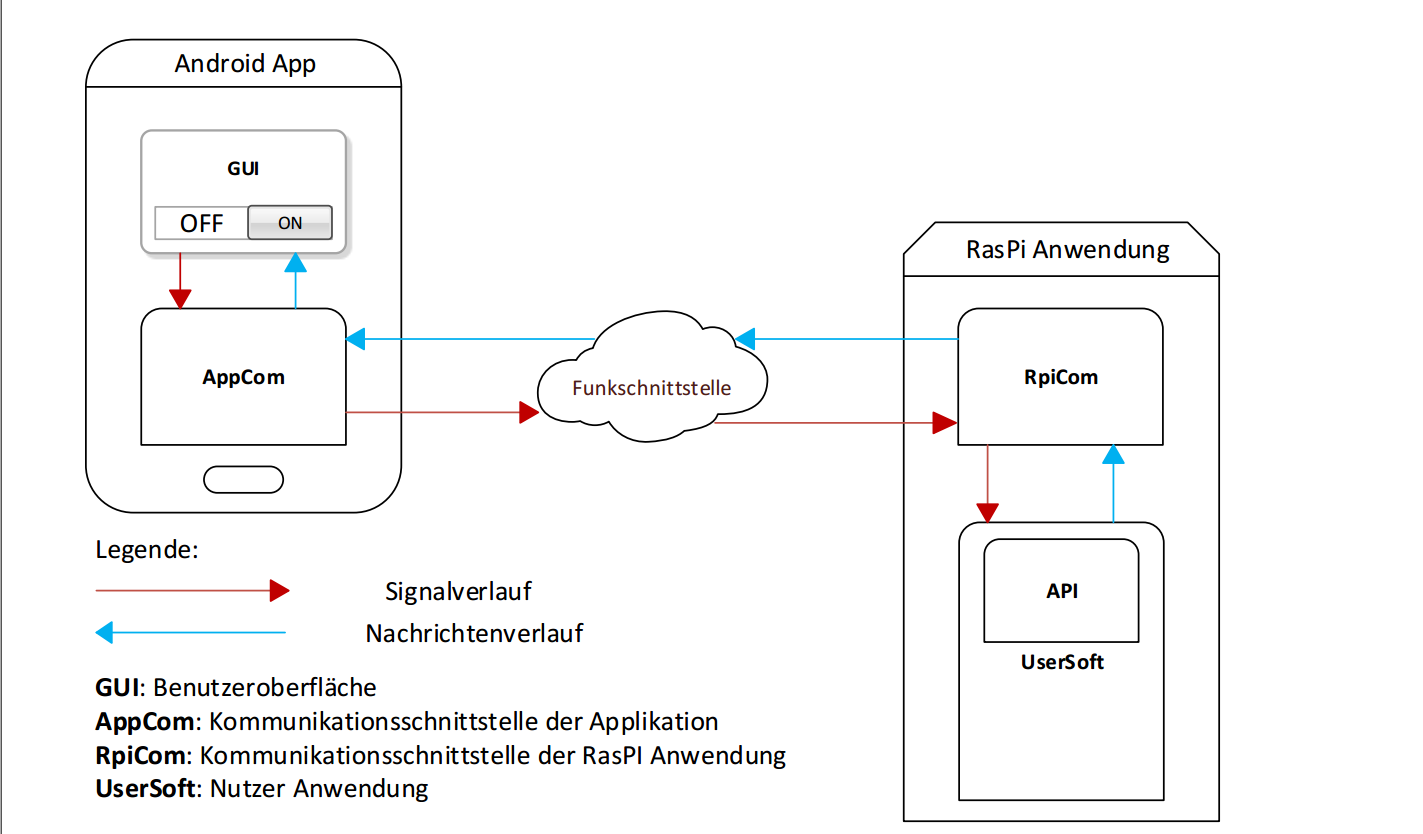 Android App
GUI
OFF
ON
AppCom
Funkschnittstelle
RasPi Anwendung
RpiCom
API
UserSoft
Legende:
Signalverlauf
Nachrichtenverlauf
GUI: Benutzeroberfläche
AppCom: Kommunikationsschnittstelle der Applikation
RpiCom: Kommunikationsschnittstelle der RasPI Anwendung
UserSoft: Nutzer Anwendung